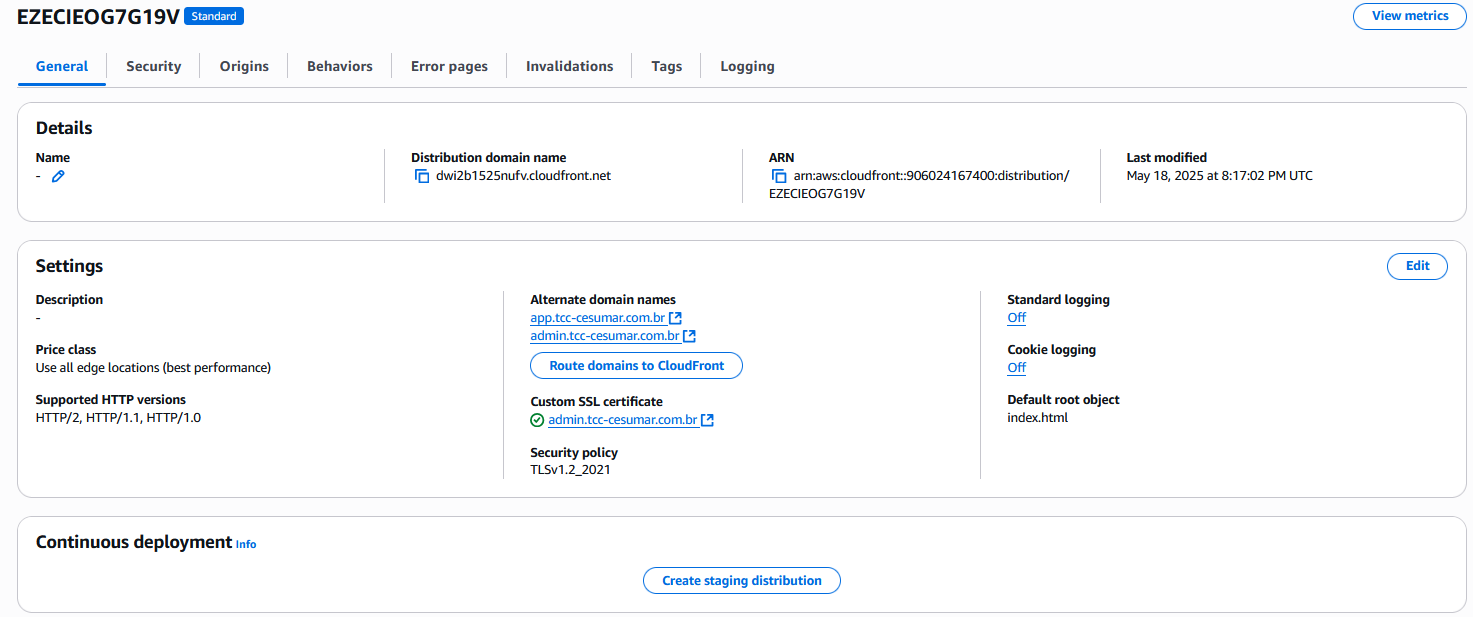 EZECIEOG7G19V Standard View metrics
General Security Origins Behaviors Error pages Invalidations Tags Logging
Details
Name
-
Distribution domain name
dwi2b1525nufv.cloudfront.net
ARN
arn:aws:cloudfront::906024167400:distribution/
EZECIEOG7G19V
Last modified
May 18, 2025 at 8:17:02 PM UTC
Settings Edit
Description
-
Price class
Use all edge locations (best performance)
Supported HTTP versions
HTTP/2, HTTP/1.1, HTTP/1.0
Alternate domain names
app.tcc-cesumar.com.br
admin.tcc-cesumar.com.br
Route domains to CloudFront
Custom SSL certificate
admin.tcc-cesumar.com.br
Security policy
TLSv1.2_2021
Standard logging
Off
Cookie logging
Off
Default root object
index.html
Continuous deployment Info
Create staging distribution